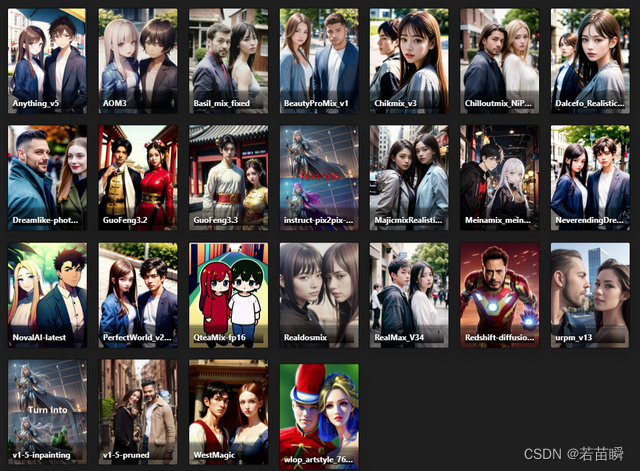 Anything_v5
AOM3
Basil_mix_fixed
BeautyProMix_v1
Chikmix_v3
Chilloutmix_NiP...
Dalcefo_Realistic...
Dreamlike-phot...
GuoFeng3.2
GuoFeng3.3
instruct-pix2pix-...
MajicmixRealisti...
Meinamix_mein...
NeverendingDre...
NovalAI-latest
PerfectWorld_v2...
QteaMix-fp16
Realdosmix
RealMax_V34
Redshift-diffusio...
urpm_v13
Turn Into
v1-5-inpainting
v1-5-pruned
WestMagic
wlop_artstyle_76...
CSDN @若苗瞬